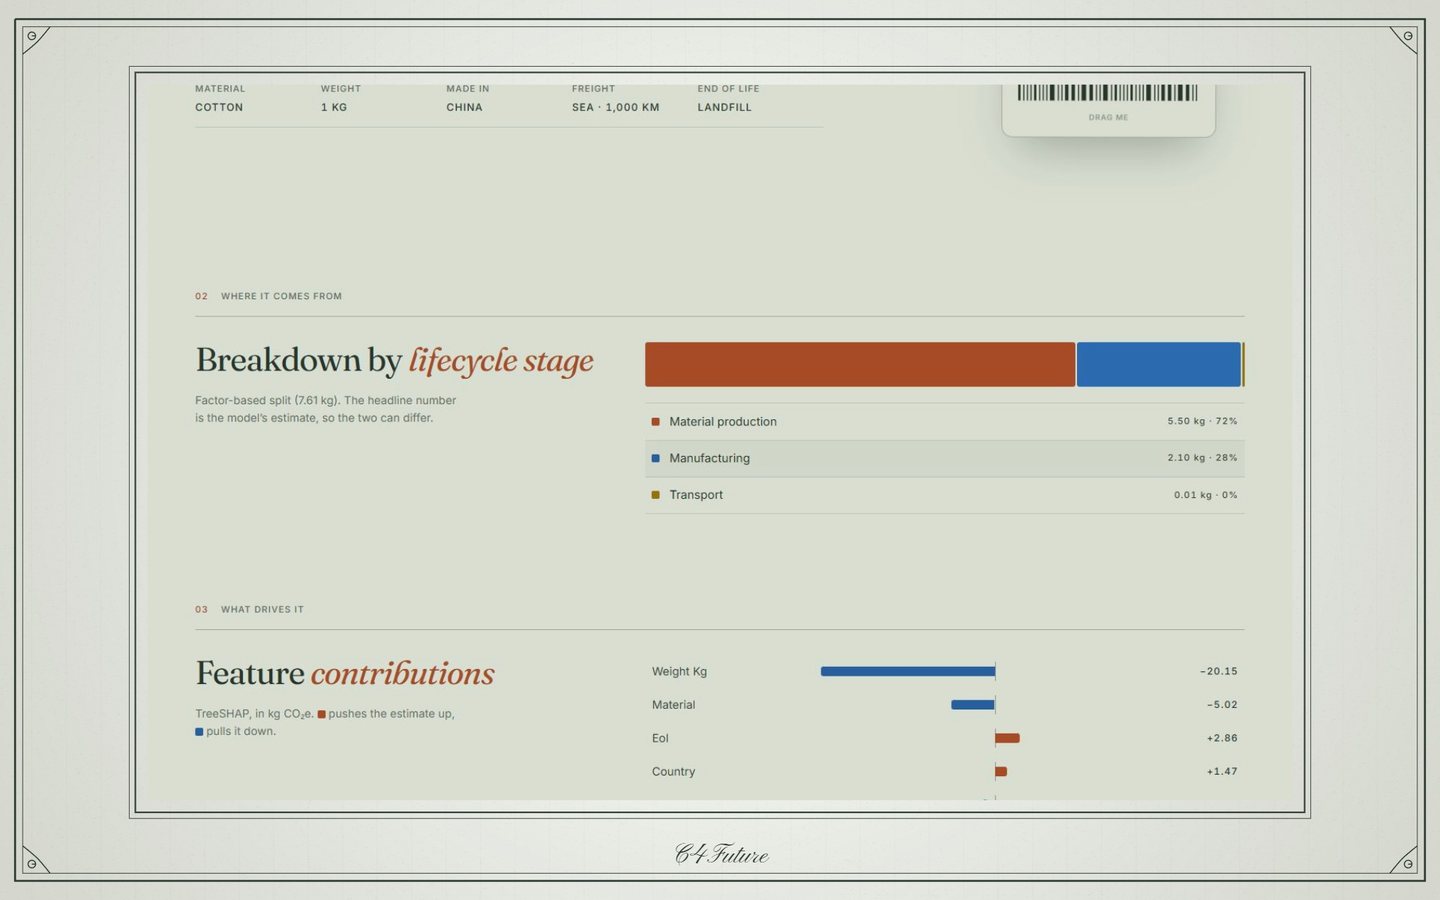 MATERIAL WEIGHT MADE IN FREIGHT END OF LIFE
COTTON 1 KG CHINA SEA · 1,000 KM LANDFILL
DRAG ME
02 WHERE IT COMES FROM
Breakdown by lifecycle stage
Factor-based split (7.61 kg). The headline number
is the model’s estimate, so the two can differ.
Material production 5.50 kg · 72%
Manufacturing 2.10 kg · 28%
Transport 0.01 kg · 0%
03 WHAT DRIVES IT
Feature contributions
TreeSHAP, in kg CO₂e. pushes the estimate up,
pulls it down.
Weight Kg −20.15
Material −5.02
Eol +2.86
Country +1.47
C4Future